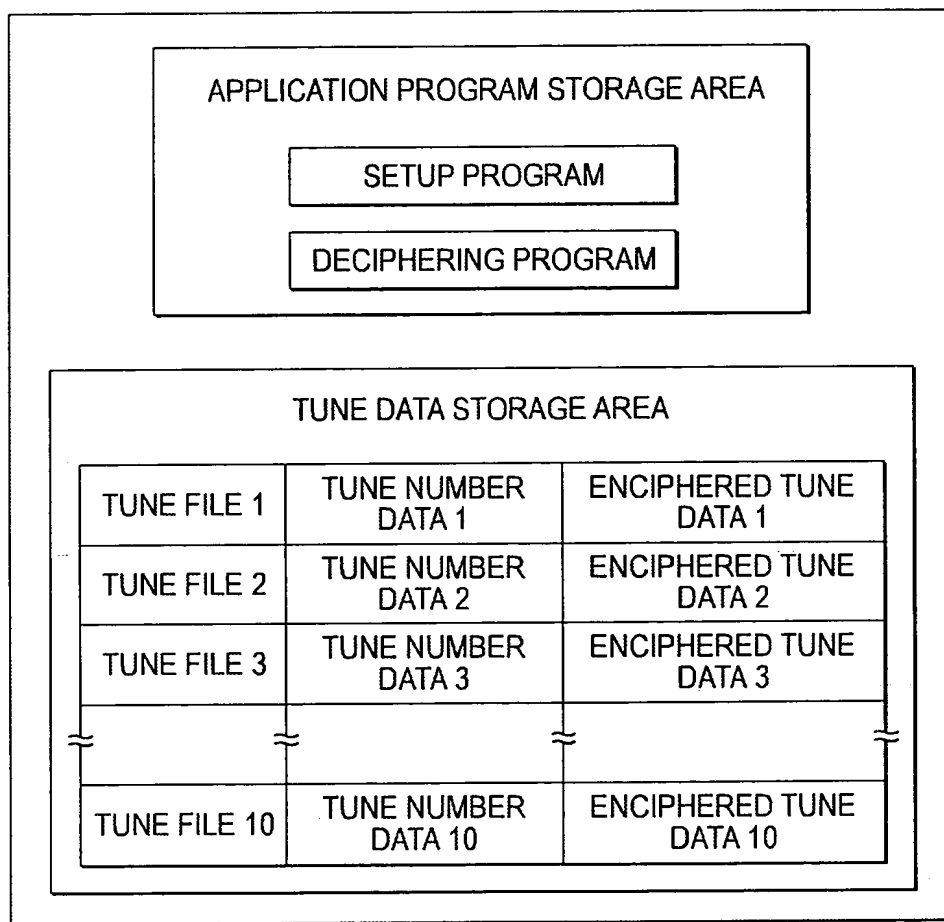 APPLICATION PROGRAM STORAGE AREA
SETUP PROGRAM
DECIPHERING PROGRAM
TUNE DATA STORAGE AREA
TUNE FILE 1
TUNE NUMBER
DATA 1
ENCIPHERED TUNE
DATA 1
TUNE FILE 2
TUNE NUMBER
DATA 2
ENCIPHERED TUNE
DATA 2
TUNE FILE 3
TUNE NUMBER
DATA 3
ENCIPHERED TUNE
DATA 3
TUNE FILE 10
TUNE NUMBER
DATA 10
ENCIPHERED TUNE
DATA 10